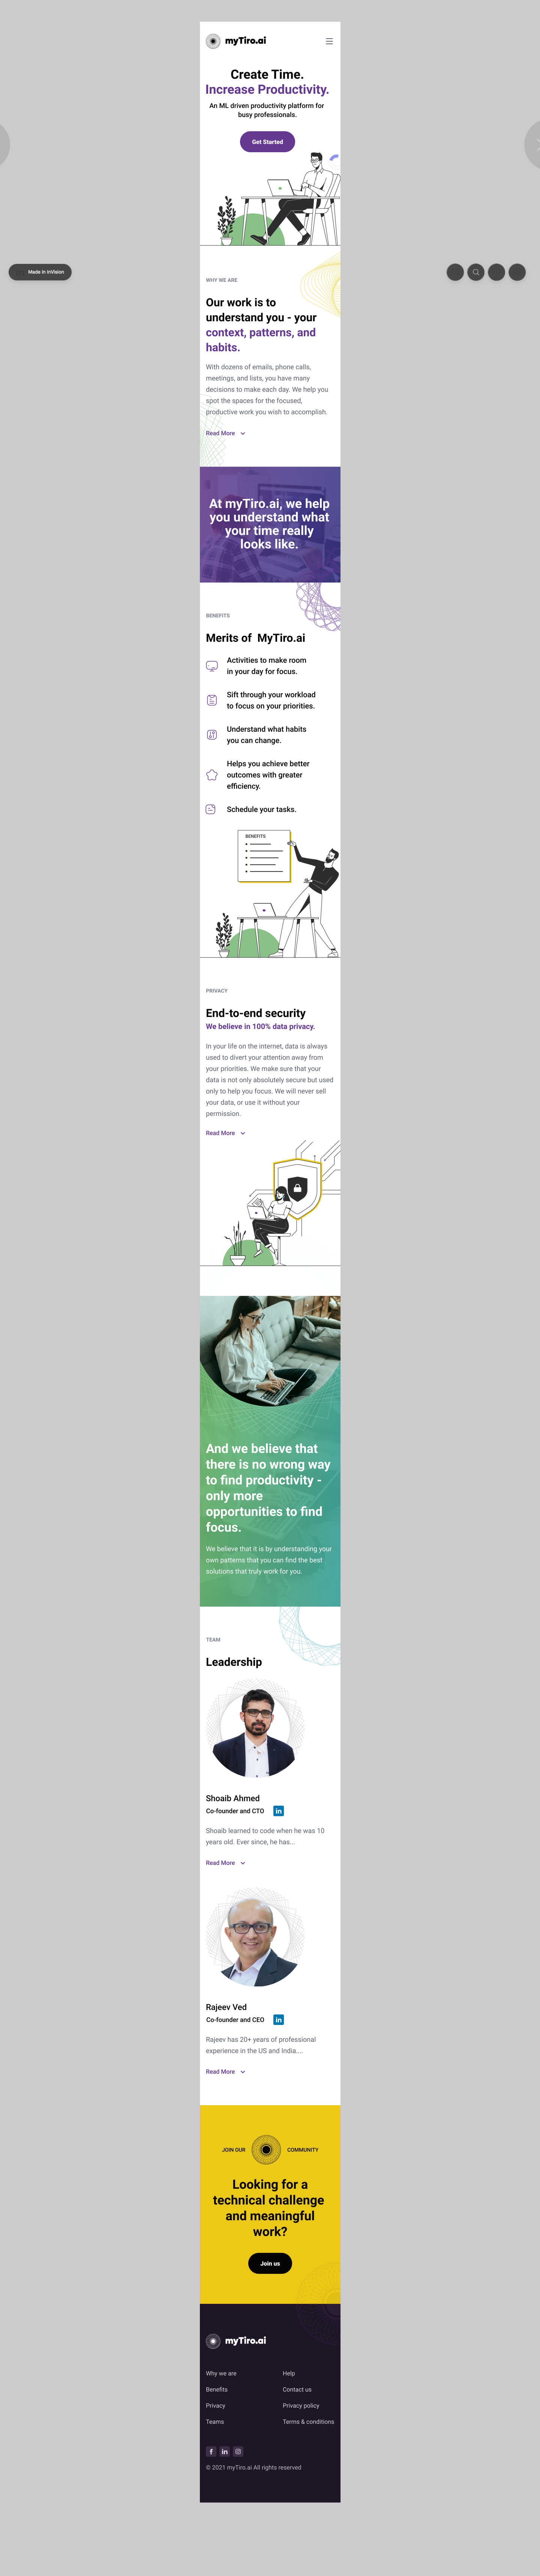 myTiro.ai
Create Time.
Increase Productivity.
An ML driven productivity platform for
busy professionals.
Get Started
Made in InVision
WHY WE ARE
Our work is to
understand you - your
context, patterns, and
habits.
With dozens of emails, phone calls,
meetings, and lists, you have many
decisions to make each day. We help you
spot the spaces for the focused,
productive work you wish to accomplish.
Read More
At myTiro.ai, we help
you understand what
your time really
looks like.
BENEFITS
Merits of MyTiro.ai
Activities to make room
in your day for focus.
Sift through your workload
to focus on your priorities.
Understand what habits
you can change.
Helps you achieve better
outcomes with greater
efficiency.
Schedule your tasks.
BENEFITS
PRIVACY
End-to-end security
We believe in 100% data privacy.
In your life on the internet, data is always
used to divert your attention away from
your priorities. We make sure that your
data is not only absolutely secure but used
only to help you focus. We will never sell
your data, or use it without your
permission.
Read More
And we believe that
there is no wrong way
to find productivity -
only more
opportunities to find
focus.
We believe that it is by understanding your
own patterns that you can find the best
solutions that truly work for you.
TEAM
Leadership
Shoaib Ahmed
Co-founder and CTO in
Shoaib learned to code when he was 10
years old. Ever since, he has...
Read More
Rajeev Ved
Co-founder and CEO in
Rajeev has 20+ years of professional
experience in the US and India....
Read More
JOIN OUR COMMUNITY
Looking for a
technical challenge
and meaningful
work?
Join us
myTiro.ai
Why we are Help
Benefits Contact us
Privacy Privacy policy
Teams Terms & conditions
f in
© 2021 myTiro.ai All rights reserved